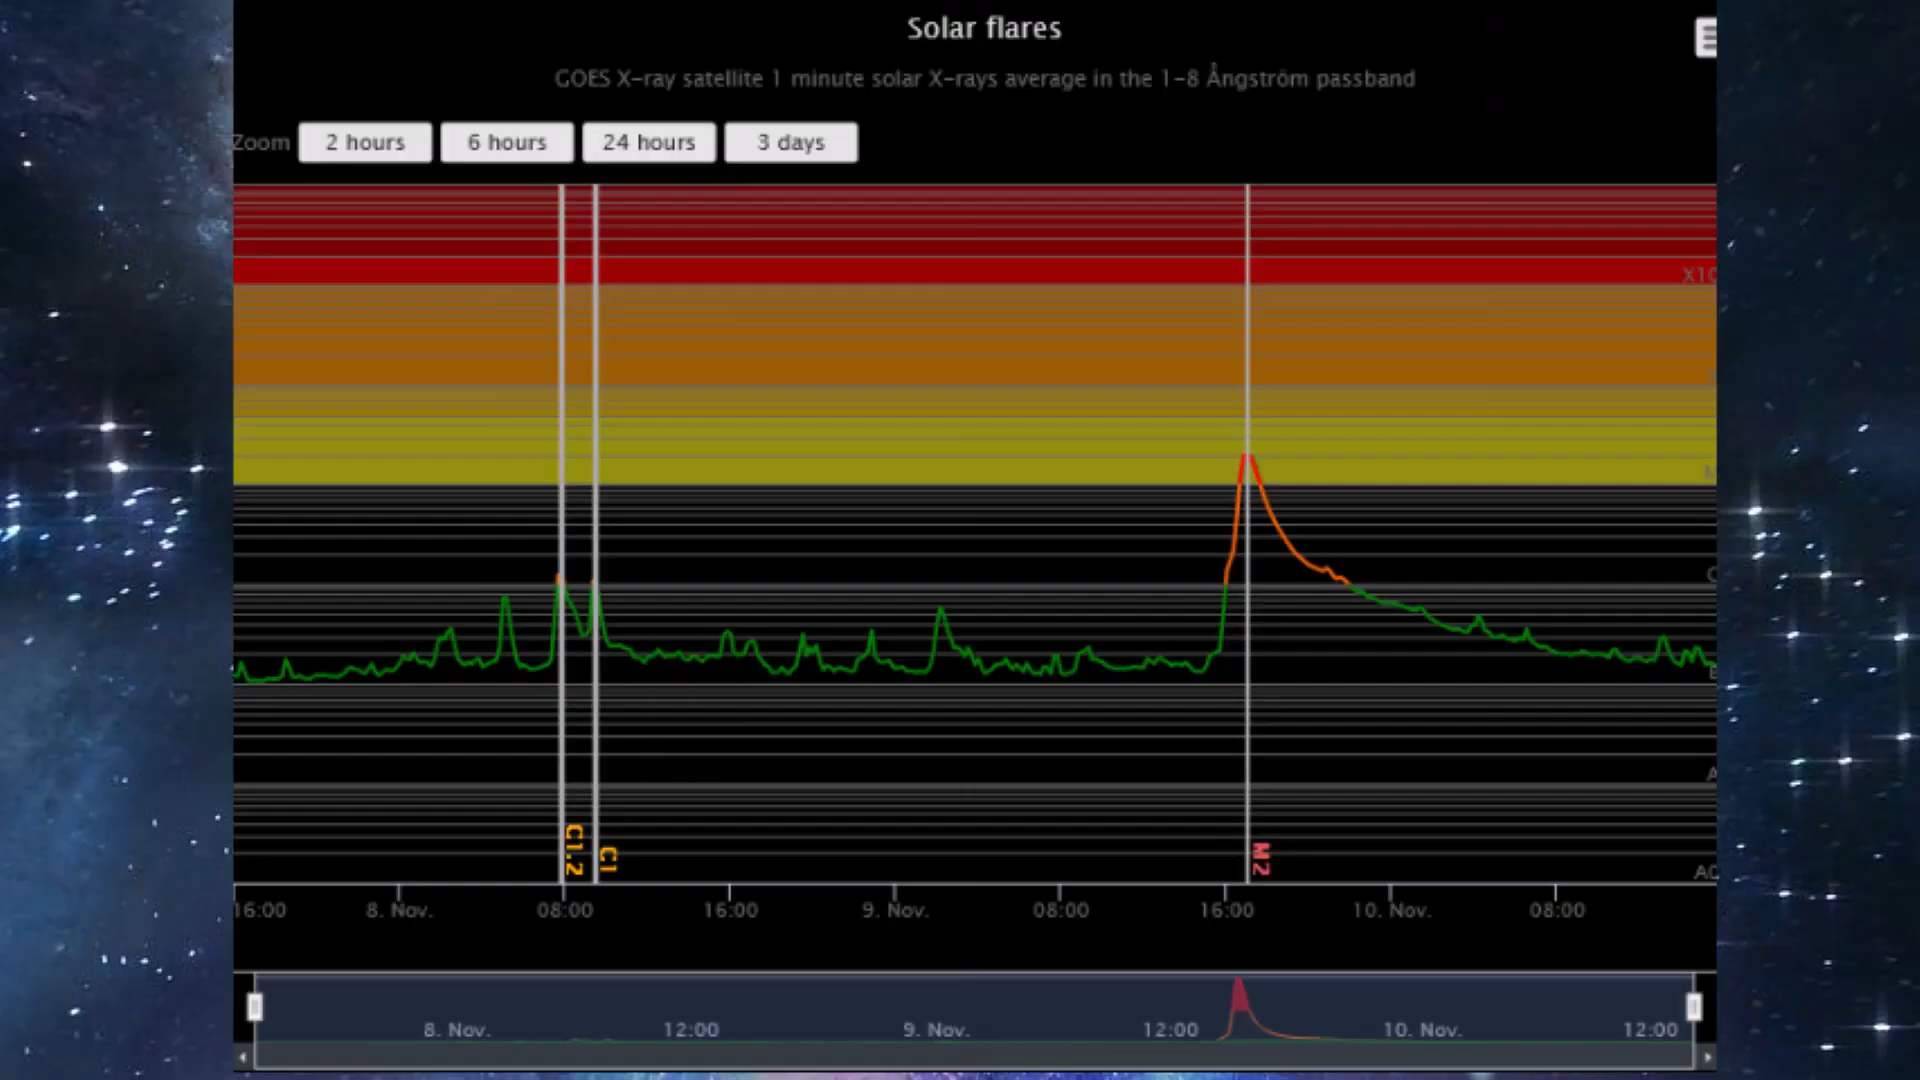 Solar flares
GOES X-ray satellite 1 minute solar X-rays average in the 1-8 Ångström passband
Zoom 2 hours 6 hours 24 hours 3 days
X10
M
C
A
A0
C1.2
C1
M2
16:00 8. Nov. 08:00 16:00 9. Nov. 08:00 16:00 10. Nov. 08:00
8. Nov. 12:00 9. Nov. 12:00 10. Nov. 12:00